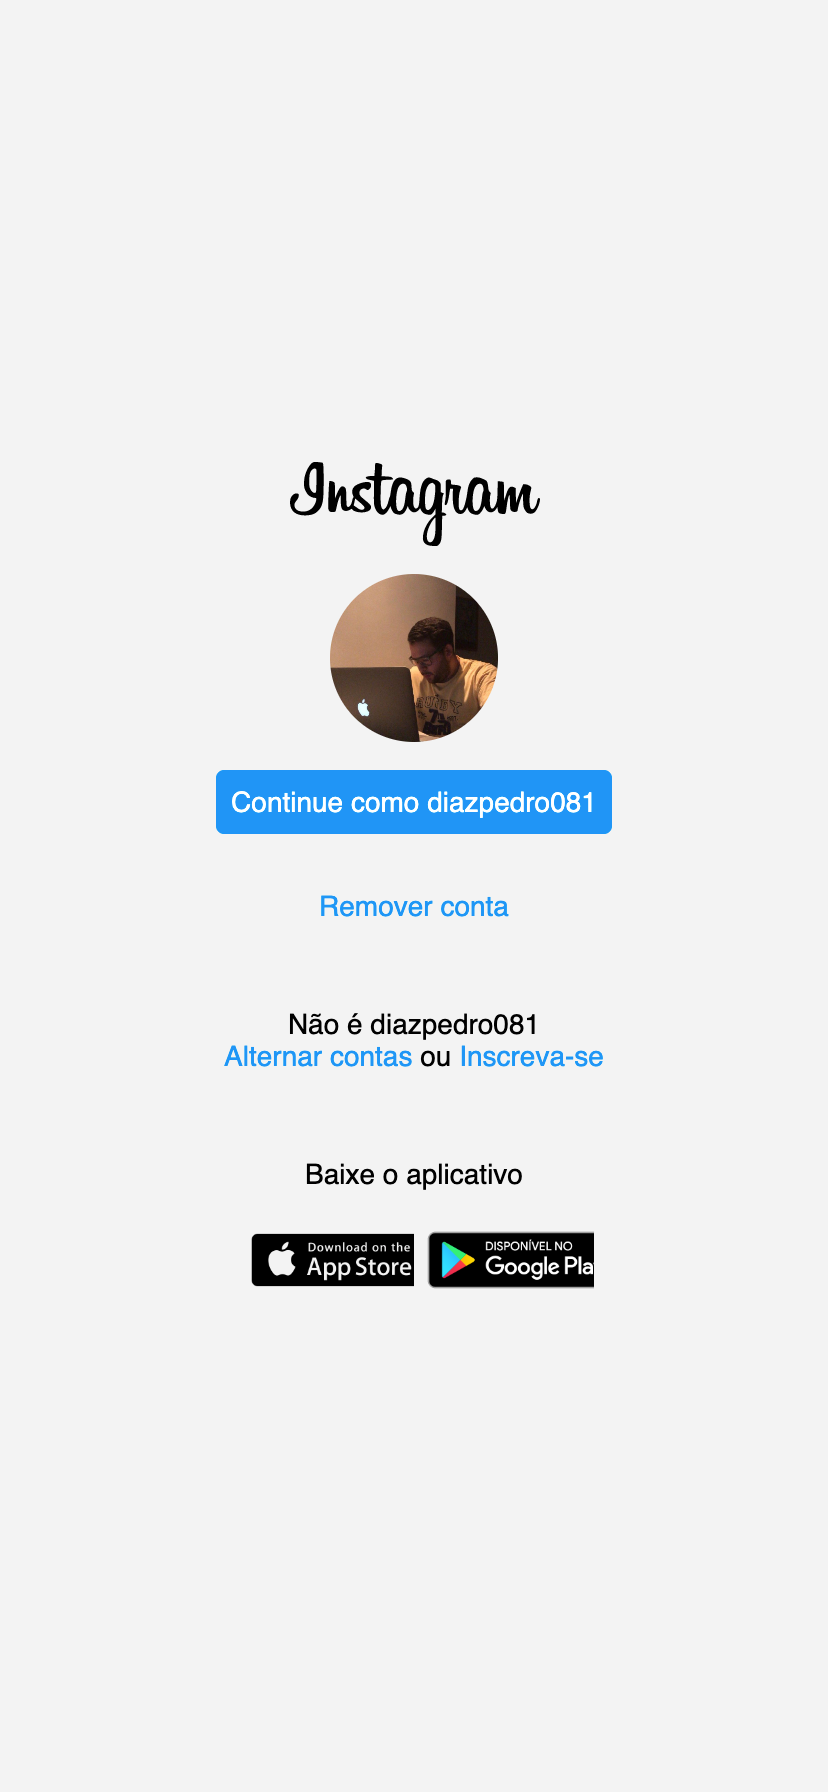 Instagram
Continue como diazpedro081
Remover conta
Não é diazpedro081
Alternar contas ou Inscreva-se
Baixe o aplicativo
Download on the
App Store
DISPONÍVEL NO
Google Pla